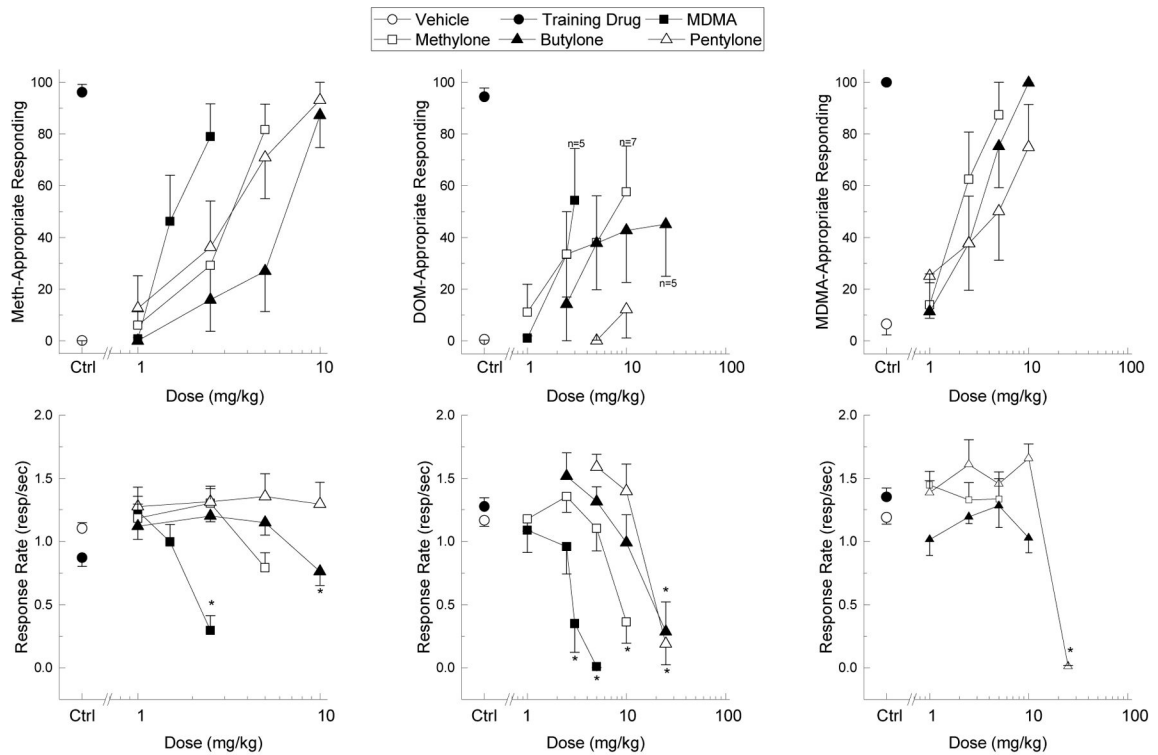 Vehicle Training Drug MDMA
Methylone Butylone Pentylone
Meth-Appropriate Responding
100
80
60
40
20
0
Ctrl 1 10
Dose (mg/kg)
DOM-Appropriate Responding
100
80
60
40
20
0
n=5
n=7
n=5
Ctrl 1 10 100
Dose (mg/kg)
MDMA-Appropriate Responding
100
80
60
40
20
0
Ctrl 1 10 100
Dose (mg/kg)
Response Rate (resp/sec)
2.0
1.5
1.0
0.5
0.0
*
*
Ctrl 1 10
Dose (mg/kg)
Response Rate (resp/sec)
2.0
1.5
1.0
0.5
0.0
*
*
*
*
*
Ctrl 1 10 100
Dose (mg/kg)
Response Rate (resp/sec)
2.0
1.5
1.0
0.5
0.0
*
Ctrl 1 10 100
Dose (mg/kg)